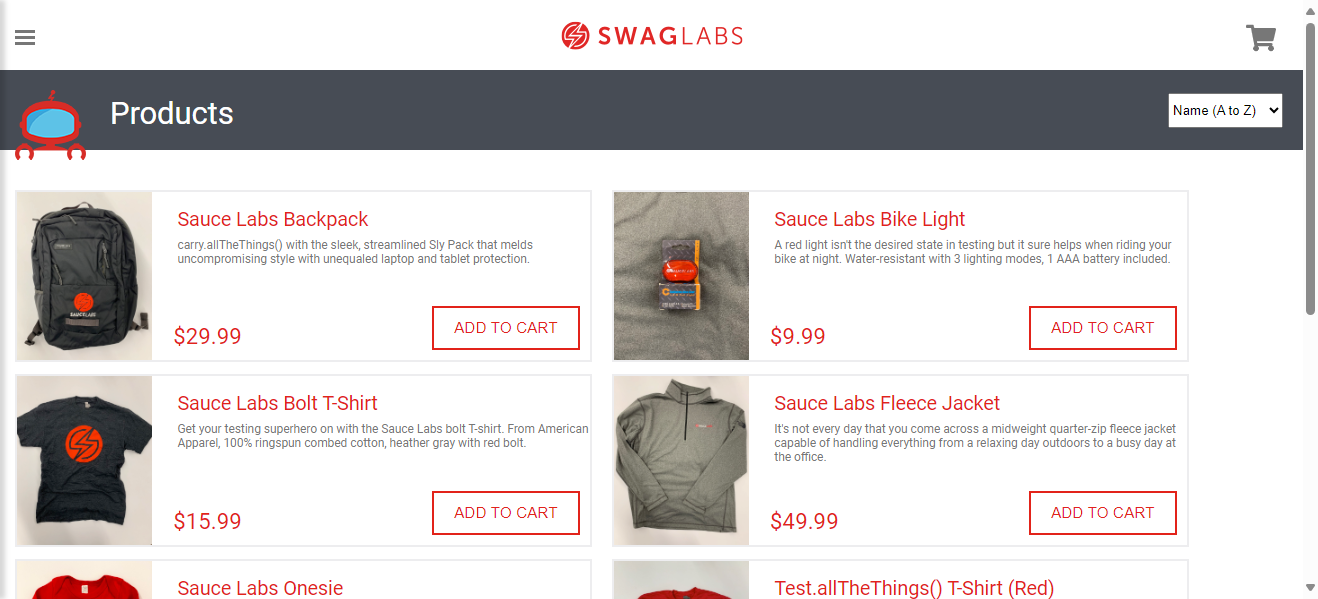 SWAGLABS
Products
Name (A to Z)
Sauce Labs Backpack
carry.allTheThings() with the sleek, streamlined Sly Pack that melds
uncompromising style with unequaled laptop and tablet protection.
$29.99
ADD TO CART
Sauce Labs Bike Light
A red light isn't the desired state in testing but it sure helps when riding your
bike at night. Water-resistant with 3 lighting modes, 1 AAA battery included.
$9.99
ADD TO CART
Sauce Labs Bolt T-Shirt
Get your testing superhero on with the Sauce Labs bolt T-shirt. From American
Apparel, 100% ringspun combed cotton, heather gray with red bolt.
$15.99
ADD TO CART
Sauce Labs Fleece Jacket
It's not every day that you come across a midweight quarter-zip fleece jacket
capable of handling everything from a relaxing day outdoors to a busy day at
the office.
$49.99
ADD TO CART
Sauce Labs Onesie
Test.allTheThings() T-Shirt (Red)
SAUCELABS